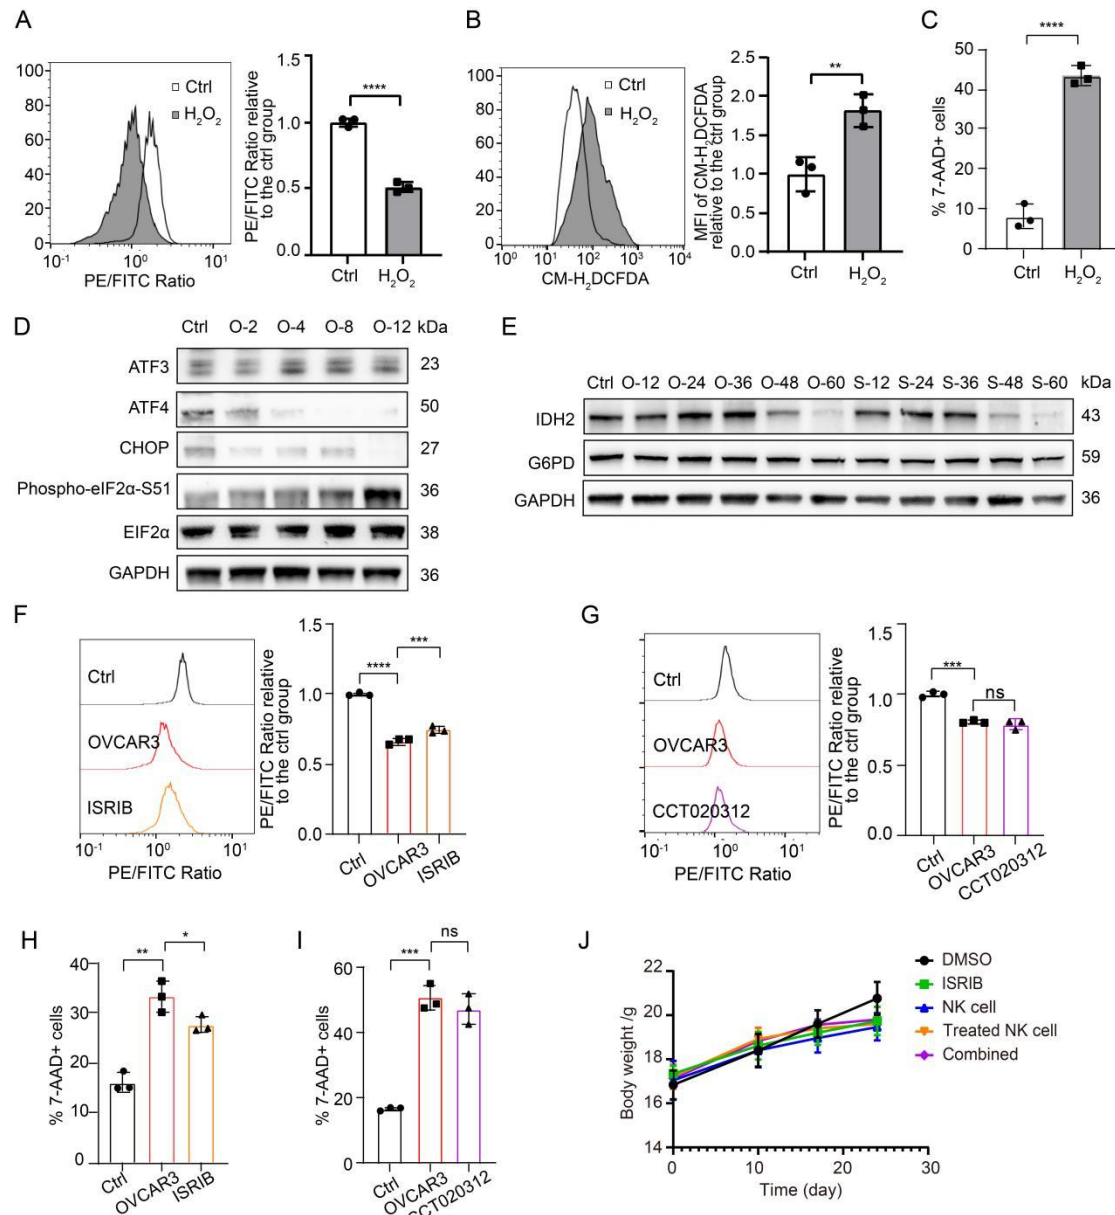 A
Ctrl
H₂O₂
100
80
60
40
20
0
10⁻¹
10⁰
10¹
PE/FITC Ratio
PE/FITC Ratio relative
to the ctrl group
1.5
1.0
0.5
0.0
****
Ctrl
H₂O₂
B
Ctrl
H₂O₂
100
80
60
40
20
0
10⁰
10¹
10²
10³
10⁴
CM-H₂DCFDA
MFI of CM-H₂DCFDA
relative to the ctrl group
2.5
2.0
1.5
1.0
0.5
0.0
**
Ctrl
H₂O₂
C
% 7-AAD+ cells
50
40
30
20
10
0
****
Ctrl
H₂O₂
D
Ctrl O-2 O-4 O-8 O-12 kDa
ATF3 23
ATF4 50
CHOP 27
Phospho-eIF2α-S51 36
EIF2α 38
GAPDH 36
E
Ctrl O-12 O-24 O-36 O-48 O-60 S-12 S-24 S-36 S-48 S-60 kDa
IDH2 43
G6PD 59
GAPDH 36
F
Ctrl
OVCAR3
ISRIB
10⁻¹
10⁰
10¹
PE/FITC Ratio
PE/FITC Ratio relative
to the ctrl group
1.5
1.0
0.5
0.0
****
***
Ctrl
OVCAR3
ISRIB
G
Ctrl
OVCAR3
CCT020312
10⁻¹
10⁰
10¹
PE/FITC Ratio
PE/FITC Ratio relative
to the ctrl group
1.5
1.0
0.5
0.0
***
ns
Ctrl
OVCAR3
CCT020312
H
% 7-AAD+ cells
40
30
20
10
0
**
*
Ctrl
OVCAR3
ISRIB
I
% 7-AAD+ cells
60
40
20
0
***
ns
Ctrl
OVCAR3
CCT020312
J
Body weight /g
22
20
18
16
14
0
10
20
30
Time (day)
DMSO
ISRIB
NK cell
Treated NK cell
Combined